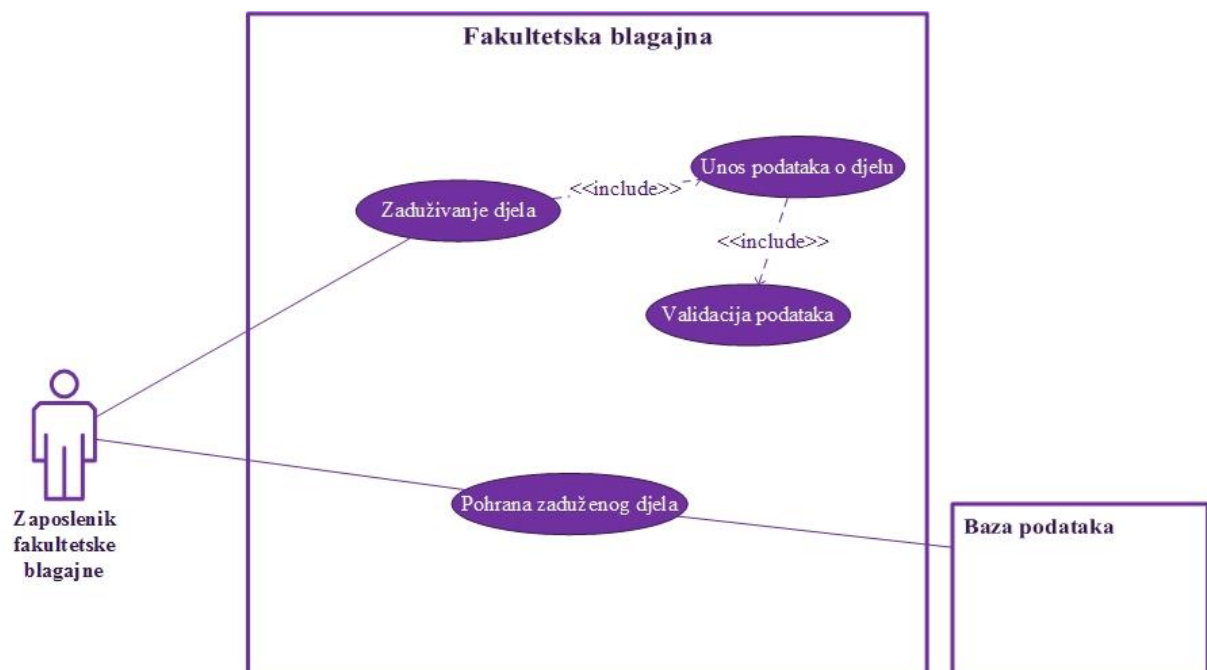 Fakultetska blagajna
Unos podataka o djelu
<<include>>
Zaduživanje djela
<<include>>
Validacija podataka
Pohrana zaduženog djela
Zaposlenik
fakultetske
blagajne
Baza podataka